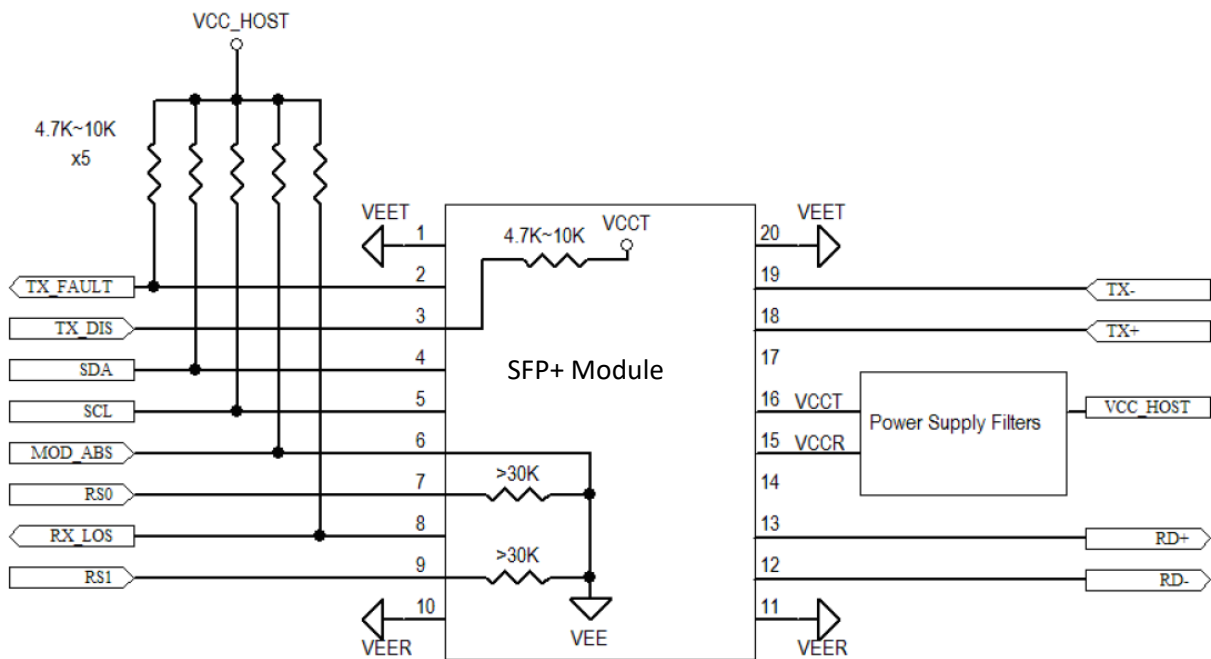 VCC_HOST
4.7K~10K
x5
VEET
VEET
1
4.7K~10K
VCCT
20
2
19
TX_FAULT
TX-
3
18
TX_DIS
TX+
4
17
SDA
SFP+ Module
5
16
VCCT
SCL
Power Supply Filters
VCC_HOST
6
15
VCCR
MOD_ABS
7
>30K
14
RS0
8
13
RX_LOS
RD+
9
>30K
12
RS1
RD-
10
11
VEER
VEE
VEER